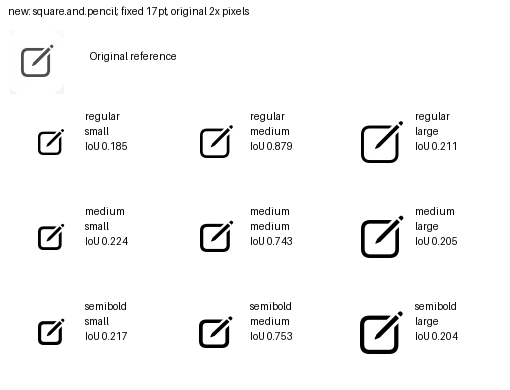 new: square.and.pencil; fixed 17pt, original 2x pixels
Original reference
regular
small
IoU 0.185
regular
medium
IoU 0.879
regular
large
IoU 0.211
medium
small
IoU 0.224
medium
medium
IoU 0.743
medium
large
IoU 0.205
semibold
small
IoU 0.217
semibold
medium
IoU 0.753
semibold
large
IoU 0.204